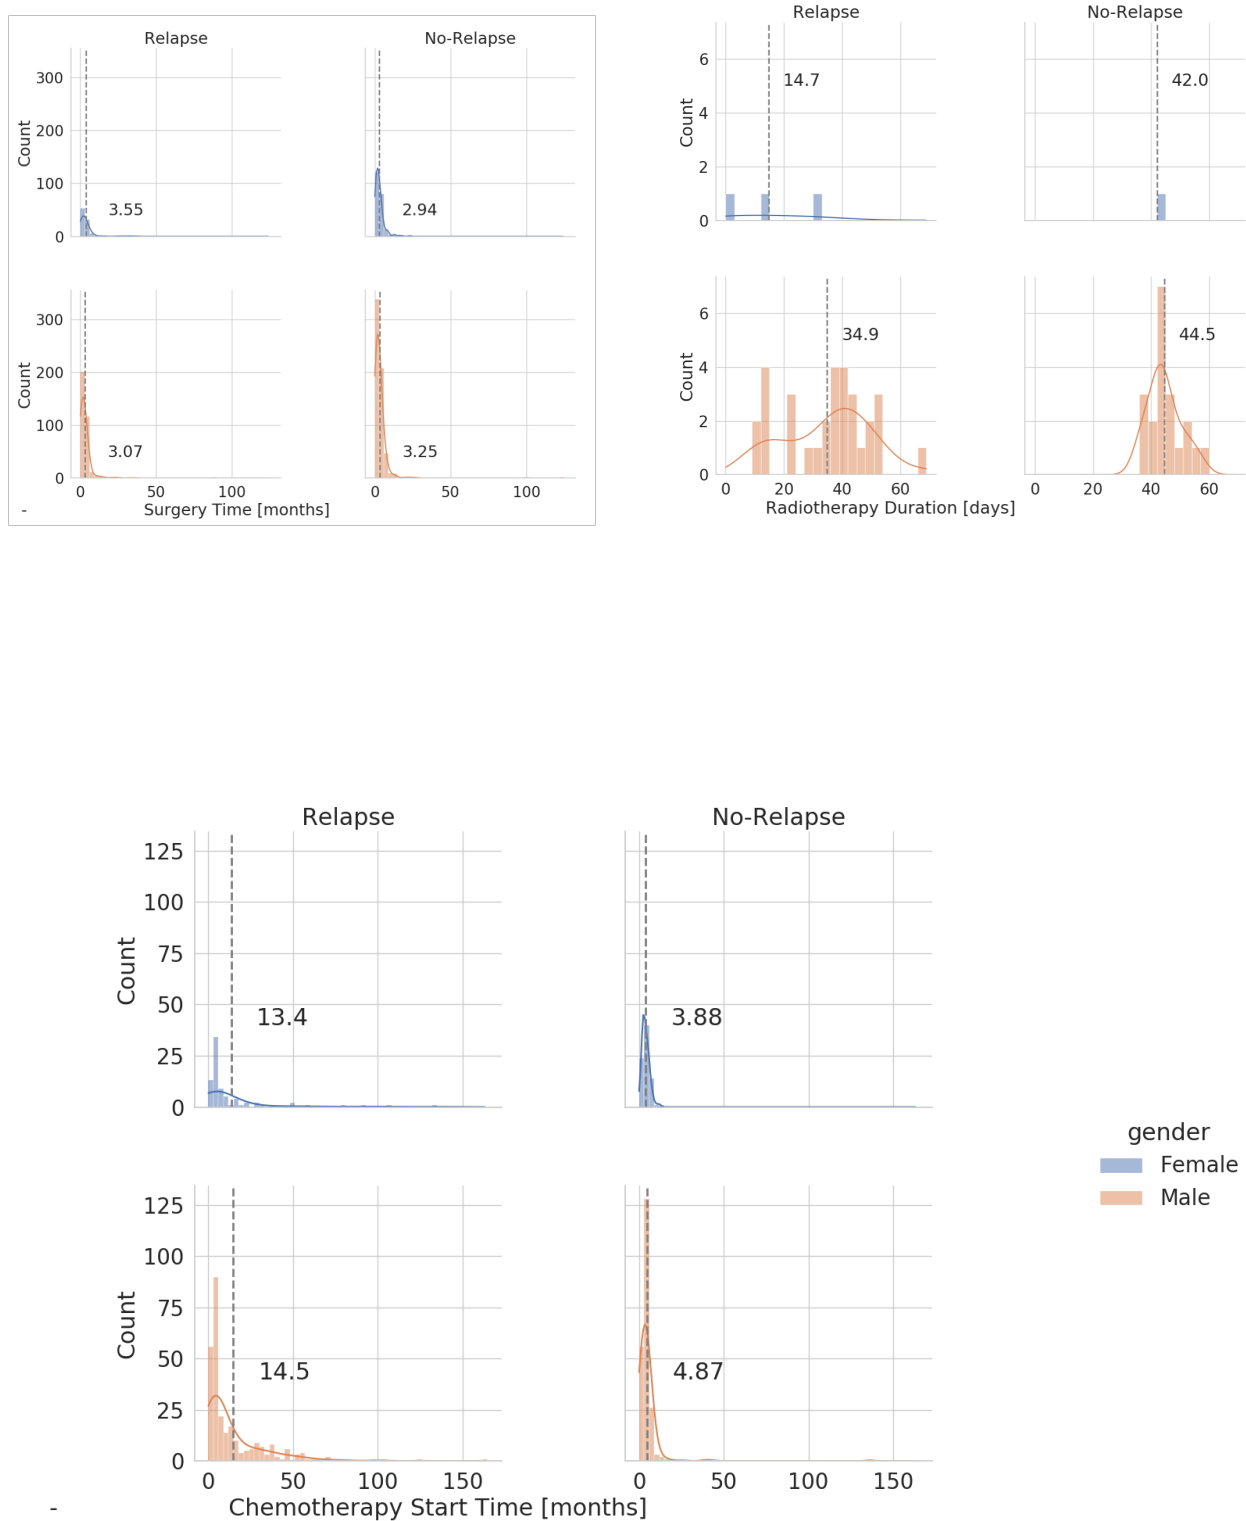 Relapse No-Relapse
300
200
100
0
Count
3.55
2.94
300
200
100
0
Count
3.07
3.25
0 50 100 0 50 100
- Surgery Time [months]
Relapse No-Relapse
6
4
2
0
Count
14.7
42.0
6
4
2
0
Count
34.9
44.5
0 20 40 60 0 20 40 60
Radiotherapy Duration [days]
Relapse No-Relapse
125
100
75
50
25
0
Count
13.4
3.88
125
100
75
50
25
0
Count
14.5
4.87
0 50 100 150 0 50 100 150
- Chemotherapy Start Time [months]
gender
Female
Male